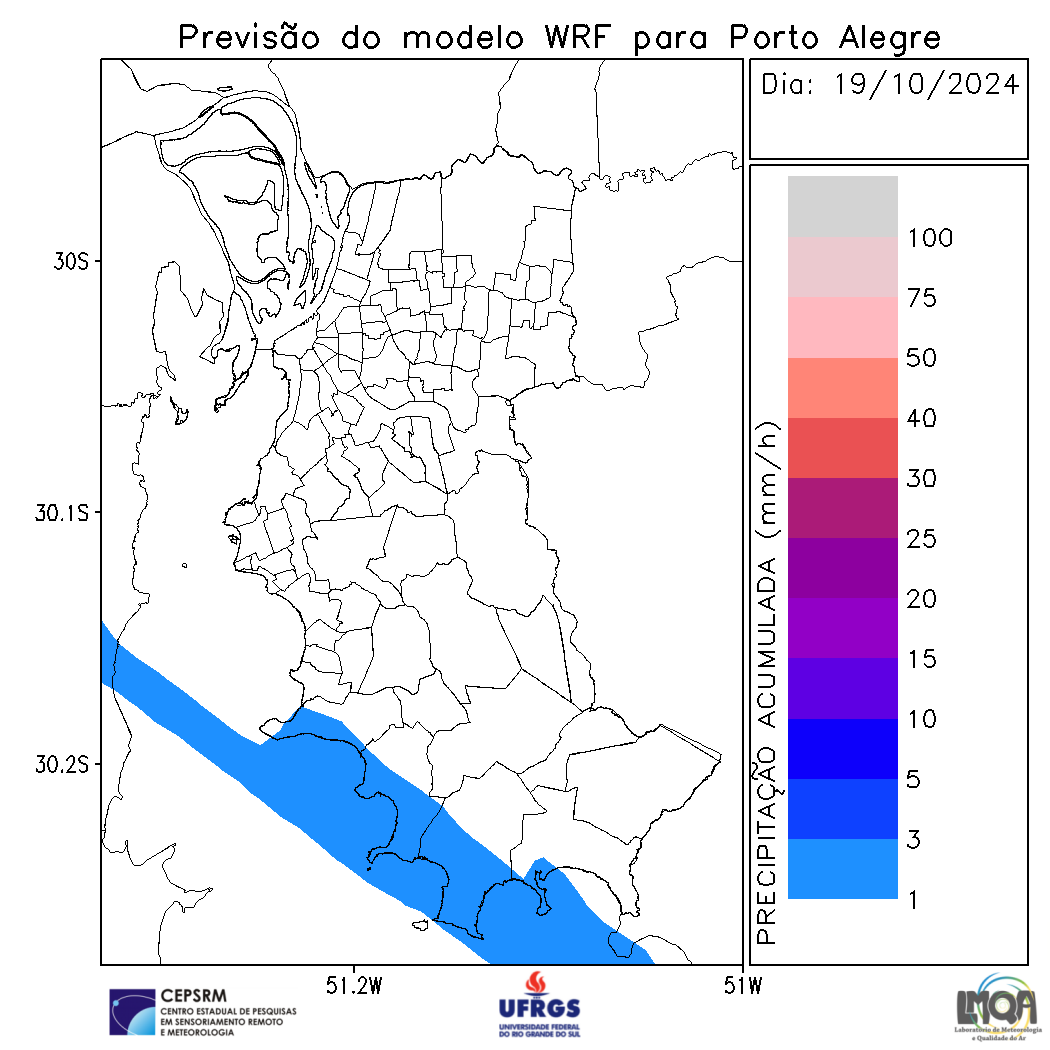 Previsão do modelo WRF para Porto Alegre
Dia: 19/10/2024
30S
30.1S
30.2S
51.2W
51W
PRECIPITAÇÃO ACUMULADA (mm/h)
100
75
50
40
30
25
20
15
10
5
3
1
CEPSRM
CENTRO ESTADUAL DE PESQUISAS
EM SENSORIAMENTO REMOTO
E METEOROLOGIA
UFRGS
UNIVERSIDADE FEDERAL
DO RIO GRANDE DO SUL
LMQA
Laboratório de Meteorologia
e Qualidade do Ar